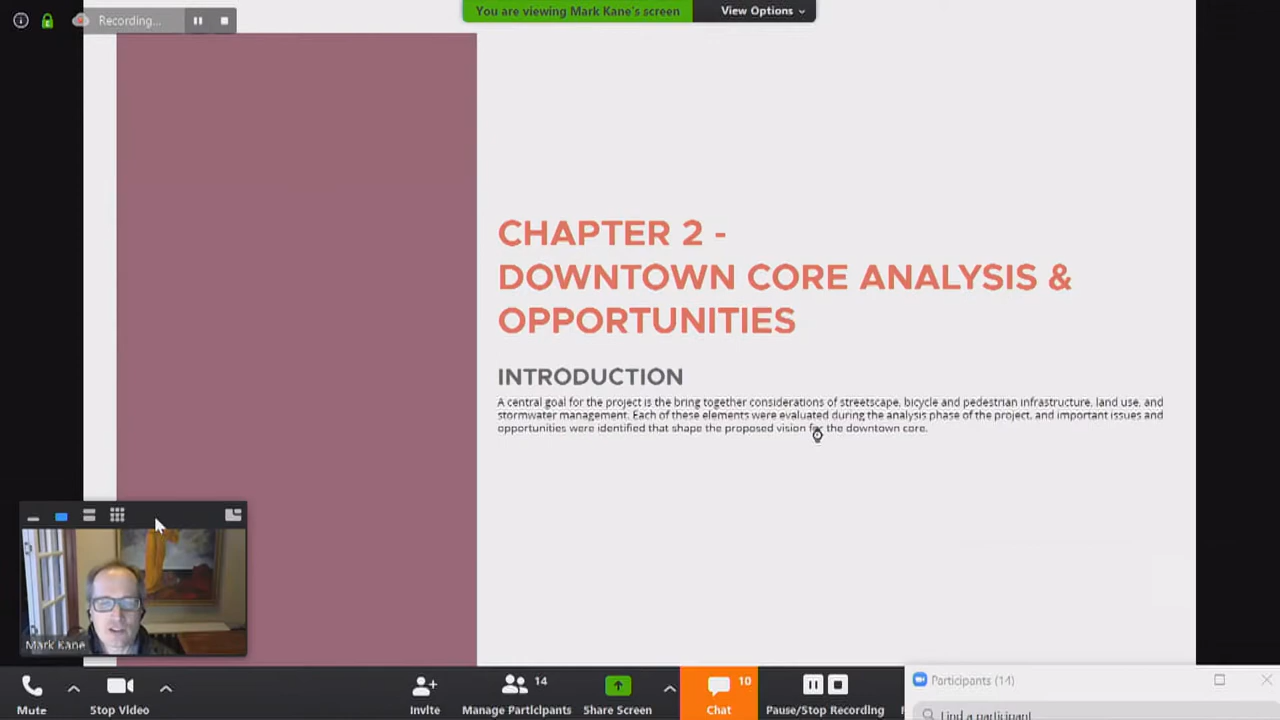 Recording...
You are viewing Mark Kane's screen
View Options
CHAPTER 2 -
DOWNTOWN CORE ANALYSIS &
OPPORTUNITIES
INTRODUCTION
A central goal for the project is the bring together considerations of streetscape, bicycle and pedestrian infrastructure, land use, and
stormwater management. Each of these elements were evaluated during the analysis phase of the project, and important issues and
opportunities were identified that shape the proposed vision for the downtown core.
Mark Kane
14
10
Participants (14)
Mute
Stop Video
Invite
Manage Participants
Share Screen
Chat
Pause/Stop Recording
Find a participant